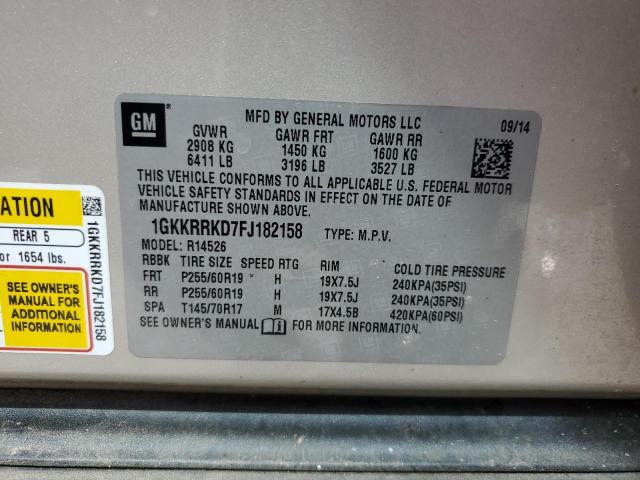 GM
MFD BY GENERAL MOTORS LLC
09/14
GVWR GAWR FRT GAWR RR
2908 KG 1450 KG 1600 KG
6411 LB 3196 LB 3527 LB
THIS VEHICLE CONFORMS TO ALL APPLICABLE U.S. FEDERAL MOTOR
VEHICLE SAFETY STANDARDS IN EFFECT ON THE DATE OF
MANUFACTURE SHOWN ABOVE.
1GKKRRKD7FJ182158 TYPE: M.P.V.
MODEL: R14526
RBBK TIRE SIZE SPEED RTG RIM COLD TIRE PRESSURE
FRT P255/60R19 H 19X7.5J 240KPA(35PSI)
RR P255/60R19 H 19X7.5J 240KPA(35PSI)
SPA T145/70R17 M 17X4.5B 420KPA(60PSI)
SEE OWNER'S MANUAL FOR MORE INFORMATION.
ATION
REAR 5
or 1654 lbs.
SEE OWNER'S
MANUAL FOR
ADDITIONAL
INFORMATION
1GKKRRKD7FJ182158